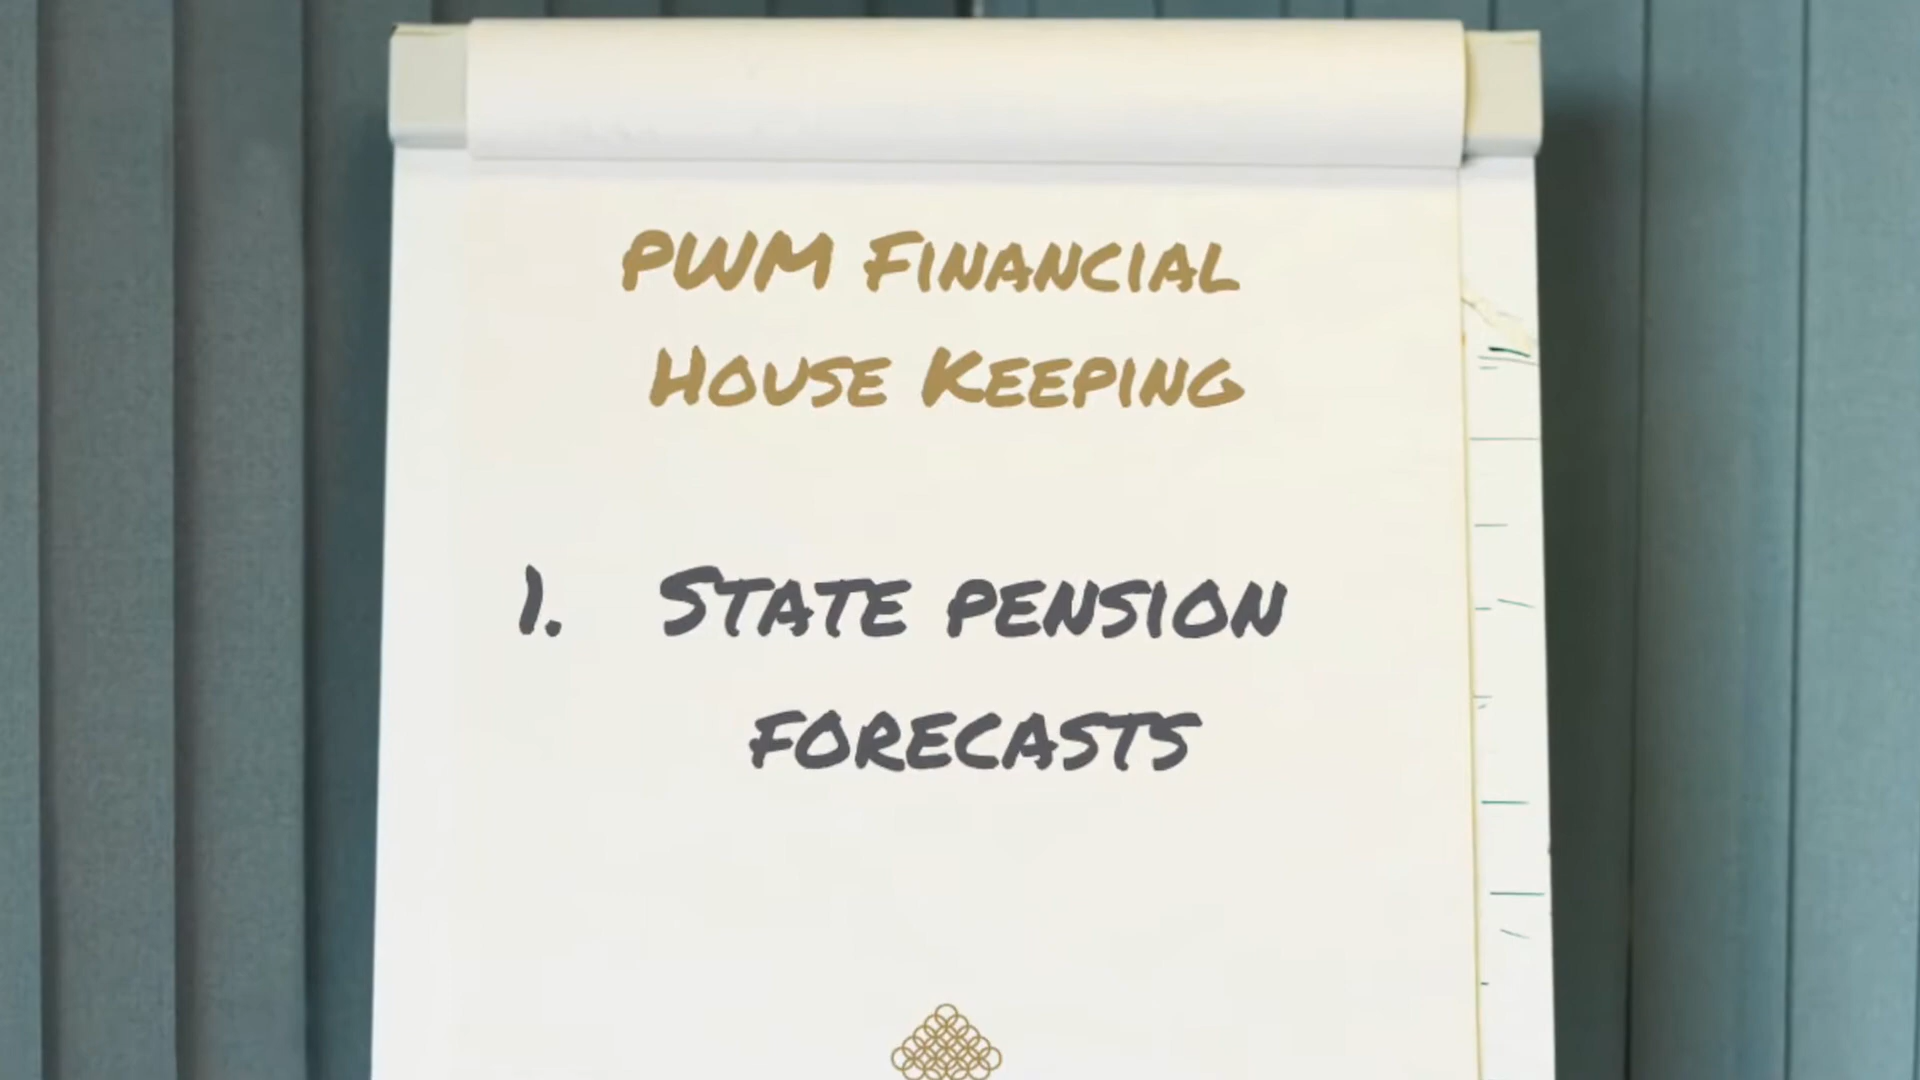 PWM Financial
House Keeping
1. State pension
forecasts